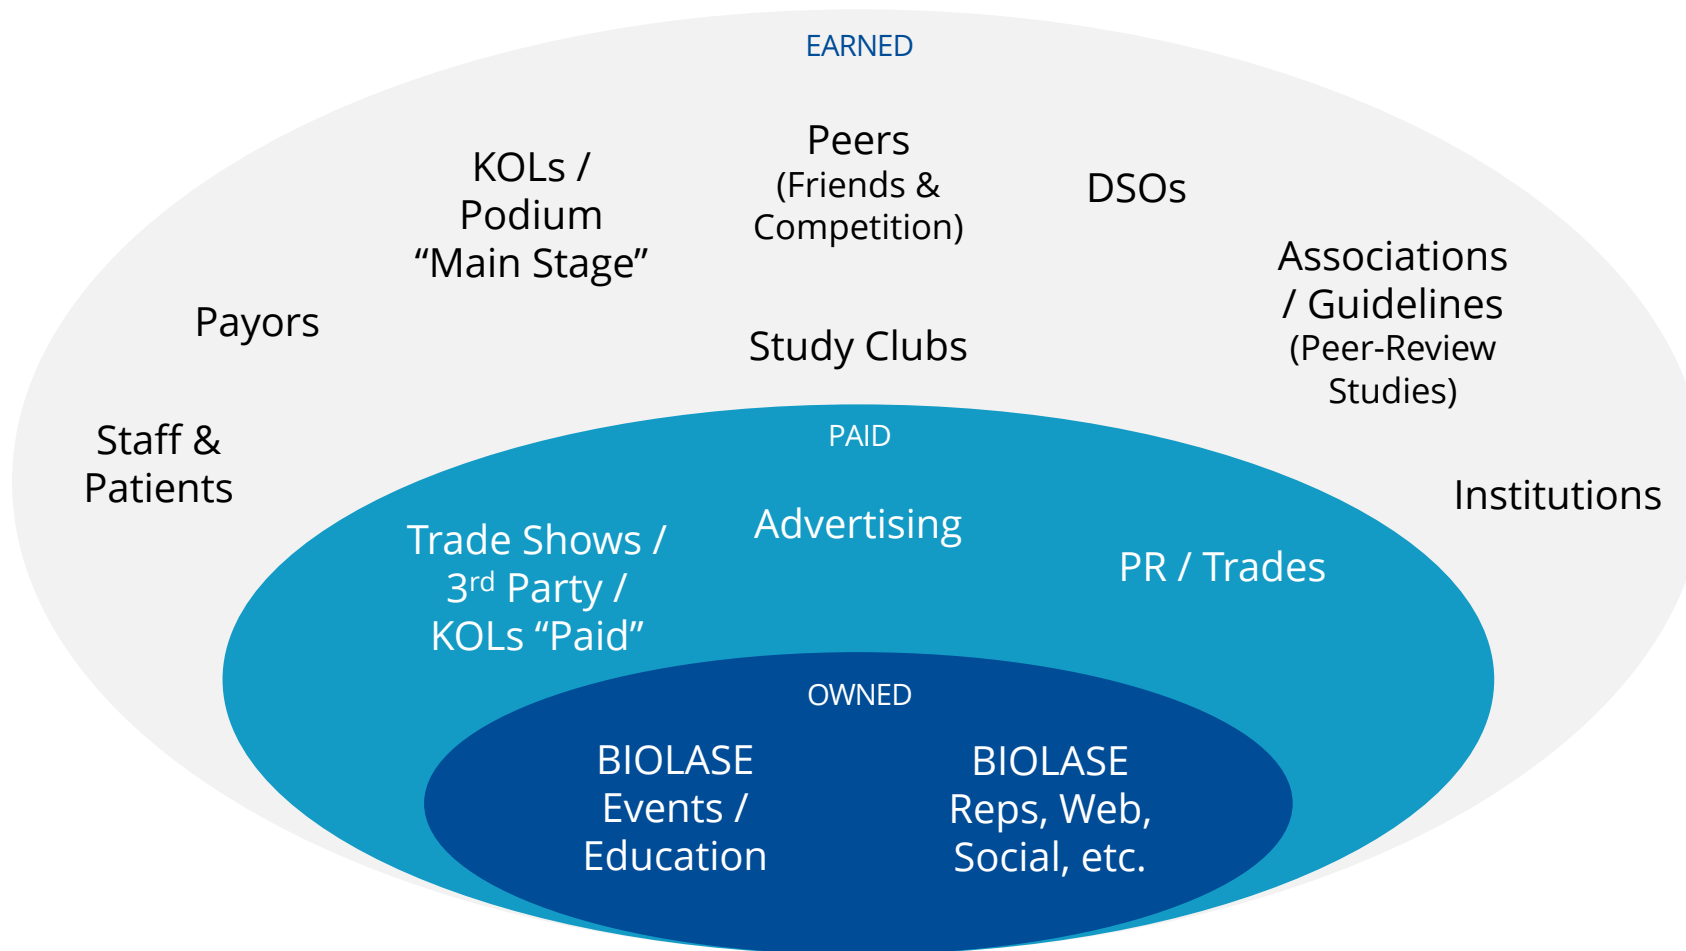 EARNED
Peers
(Friends &
Competition)
KOLs /
Podium
“Main Stage”
DSOs
Associations
/ Guidelines
(Peer-Review
Studies)
Payors
Study Clubs
Staff &
Patients
Institutions
PAID
Trade Shows /
3rd Party /
KOLs “Paid”
Advertising
PR / Trades
OWNED
BIOLASE
Events /
Education
BIOLASE
Reps, Web,
Social, etc.